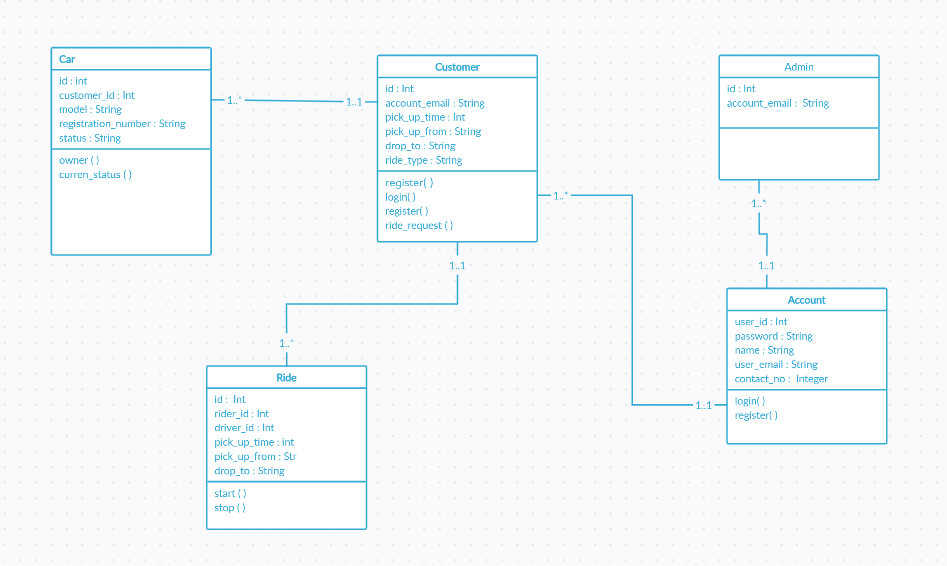 Car
id : int
customer_id : Int
model : String
registration_number : String
status : String
owner ( )
curren_status ( )
1..*
1..1
Customer
id : Int
account_email : String
pick_up_time : Int
pick_up_from : String
drop_to : String
ride_type : String
register( )
login( )
register( )
ride_request ( )
1..*
1..1
Admin
id : Int
account_email :  String
1..*
1..1
Account
user_id : Int
password : String
name : String
user_email : String
contact_no :  Integer
login( )
register( )
1..1
1..*
Ride
id :  Int
rider_id : Int
driver_id : Int
pick_up_time : int
pick_up_from : Str
drop_to : String
start ( )
stop ( )